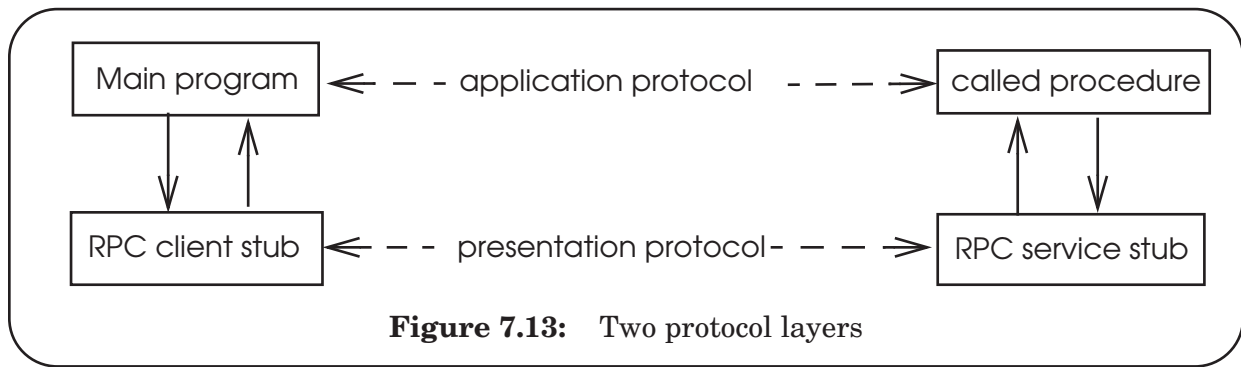 Main program application protocol called procedure
RPC client stub presentation protocol RPC service stub
Figure 7.13: Two protocol layers